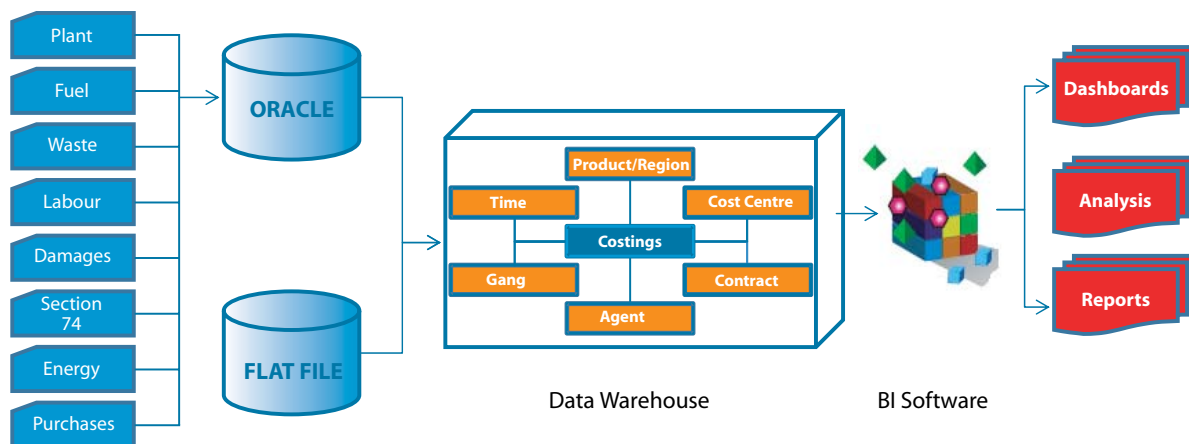 Plant
Fuel
Waste
Labour
Damages
Section
74
Energy
Purchases
ORACLE
FLAT FILE
Product/Region
Time
Cost Centre
Costings
Gang
Contract
Agent
Data Warehouse
BI Software
Dashboards
Analysis
Reports